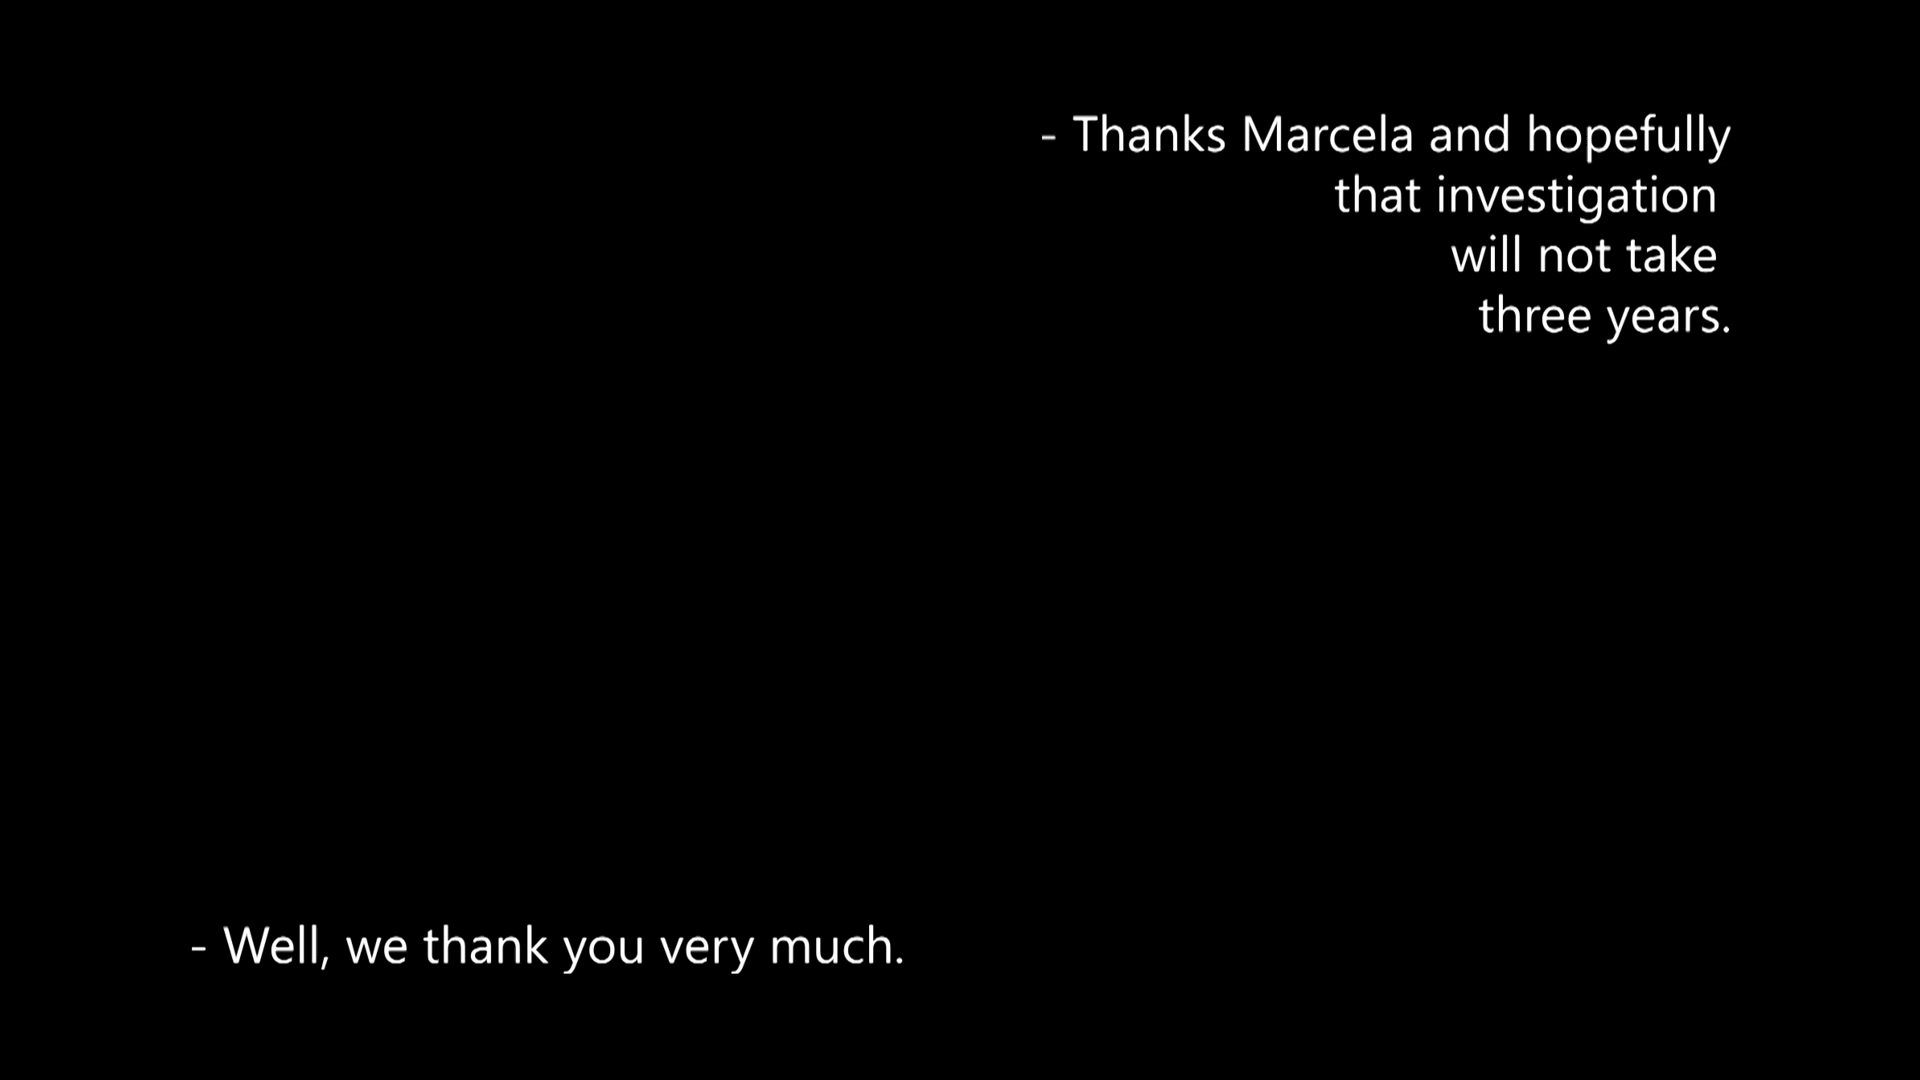 - Thanks Marcela and hopefully
that investigation
will not take
three years.
- Well, we thank you very much.